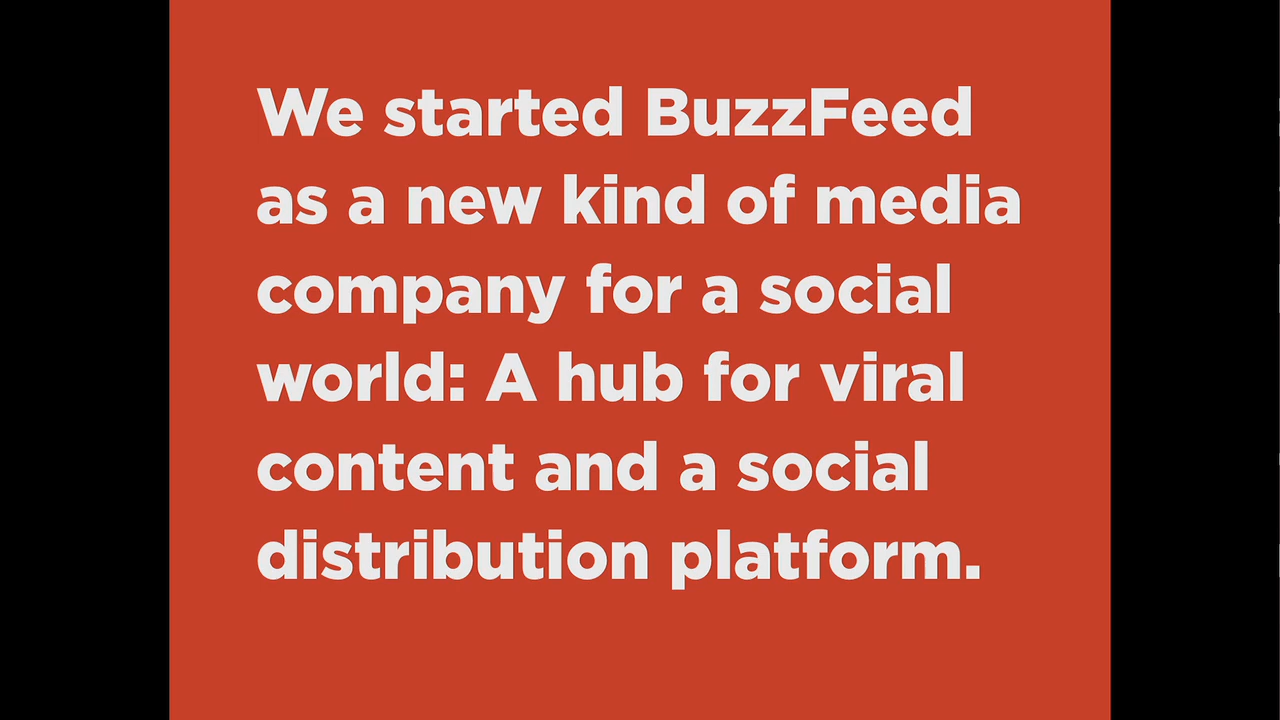 We started BuzzFeed
as a new kind of media
company for a social
world: A hub for viral
content and a social
distribution platform.